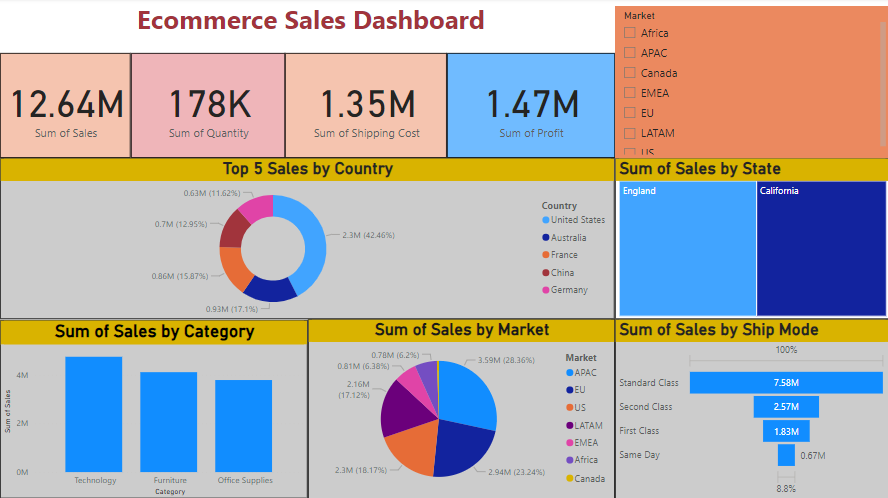 Ecommerce Sales Dashboard
Market
Africa
APAC
Canada
EMEA
EU
LATAM
US
12.64M
Sum of Sales
178K
Sum of Quantity
1.35M
Sum of Shipping Cost
1.47M
Sum of Profit
Top 5 Sales by Country
0.63M (11.62%)
0.7M (12.95%)
0.86M (15.87%)
0.93M (17.1%)
2.3M (42.46%)
Country
United States
Australia
France
China
Germany
Sum of Sales by State
England
California
Sum of Sales by Category
Sum of Sales
4M
2M
0M
Technology
Furniture
Office Supplies
Category
Sum of Sales by Market
0.78M (6.2%)
0.81M (6.38%)
2.16M
(17.12%)
2.3M (18.17%)
3.59M (28.36%)
2.94M (23.24%)
Market
APAC
EU
US
LATAM
EMEA
Africa
Canada
Sum of Sales by Ship Mode
100%
Standard Class
7.58M
Second Class
2.57M
First Class
1.83M
Same Day
0.67M
8.8%